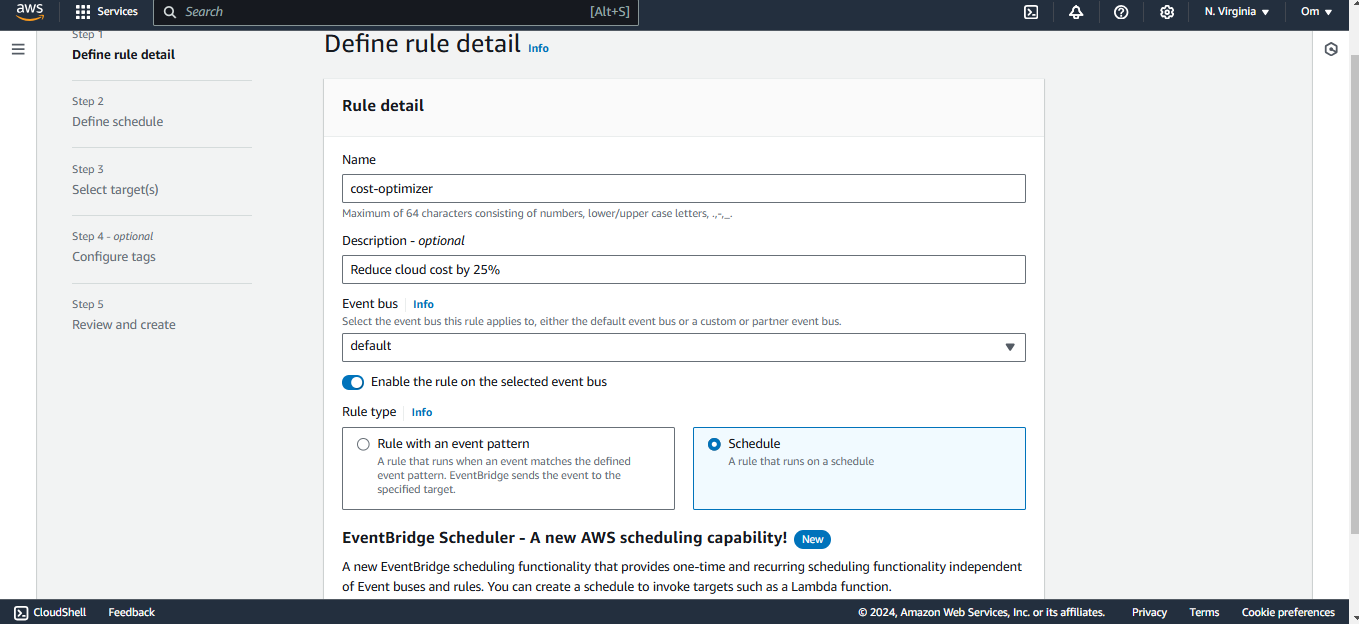 aws Services Search [Alt+S] N. Virginia Om
Step 1
Define rule detail
Step 2
Define schedule
Step 3
Select target(s)
Step 4 - optional
Configure tags
Step 5
Review and create
Define rule detail Info
Rule detail
Name
cost-optimizer
Maximum of 64 characters consisting of numbers, lower/upper case letters, .,-,_.
Description - optional
Reduce cloud cost by 25%
Event bus Info
Select the event bus this rule applies to, either the default event bus or a custom or partner event bus.
default
Enable the rule on the selected event bus
Rule type Info
Rule with an event pattern
A rule that runs when an event matches the defined
event pattern. EventBridge sends the event to the
specified target.
Schedule
A rule that runs on a schedule
EventBridge Scheduler - A new AWS scheduling capability! New
A new EventBridge scheduling functionality that provides one-time and recurring scheduling functionality independent
of Event buses and rules. You can create a schedule to invoke targets such as a Lambda function.
CloudShell Feedback © 2024, Amazon Web Services, Inc. or its affiliates. Privacy Terms Cookie preferences